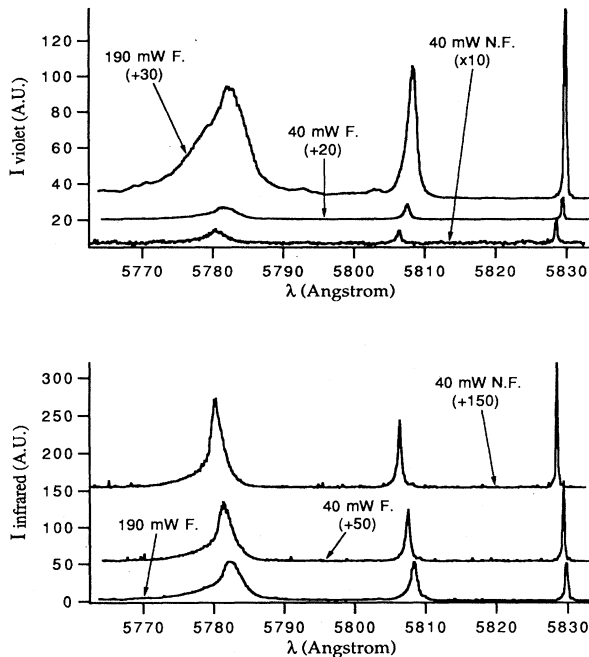 120
100
80
60
40
20
I violet (A.U.)
190 mW F.
(+30)
40 mW F.
(+20)
40 mW N.F.
(x10)
5770 5780 5790 5800 5810 5820 5830
λ (Angstrom)
300
250
200
150
100
50
0
I infrared (A.U.)
40 mW N.F.
(+150)
40 mW F.
(+50)
190 mW F.
5770 5780 5790 5800 5810 5820 5830
λ (Angstrom)